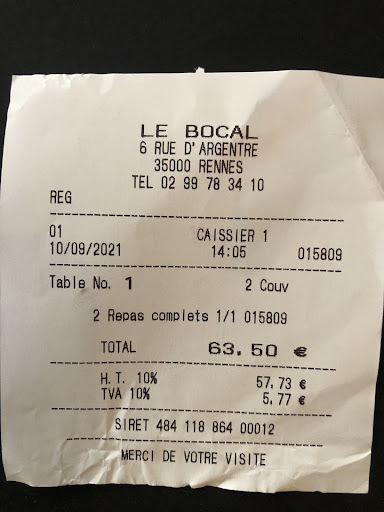 LE BOCAL
6 RUE D'ARGENTRE
35000 RENNES
TEL 02 99 78 34 10
REG
01 CAISSIER 1
10/09/2021 14:05 015809
Table No. 1 2 Couv
2 Repas complets 1/1 015809
TOTAL 63.50 €
H.T. 10% 57.73 €
TVA 10% 5.77 €
SIRET 484 118 864 00012
MERCI DE VOTRE VISITE